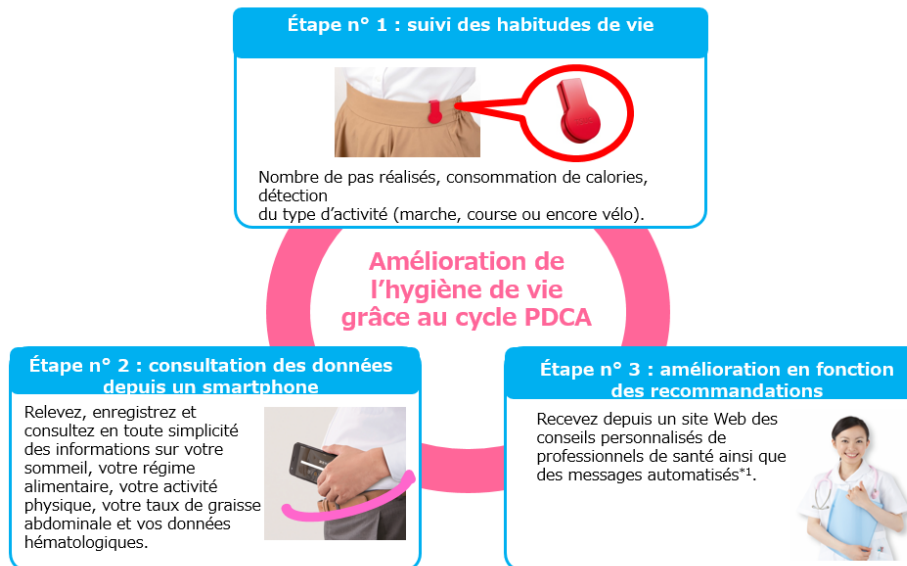 Étape n° 1 : suivi des habitudes de vie
Nombre de pas réalisés, consommation de calories,
détection
du type d’activité (marche, course ou encore vélo).
Amélioration de
l’hygiène de vie
grâce au cycle PDCA
Étape n° 2 : consultation des données
depuis un smartphone
Relevez, enregistrez et
consultez en toute simplicité
des informations sur votre
sommeil, votre régime
alimentaire, votre activité
physique, votre taux de graisse
abdominale et vos données
hématologiques.
Étape n° 3 : amélioration en fonction
des recommandations
Recevez depuis un site Web des
conseils personnalisés de
professionnels de santé ainsi que
des messages automatisés*1.